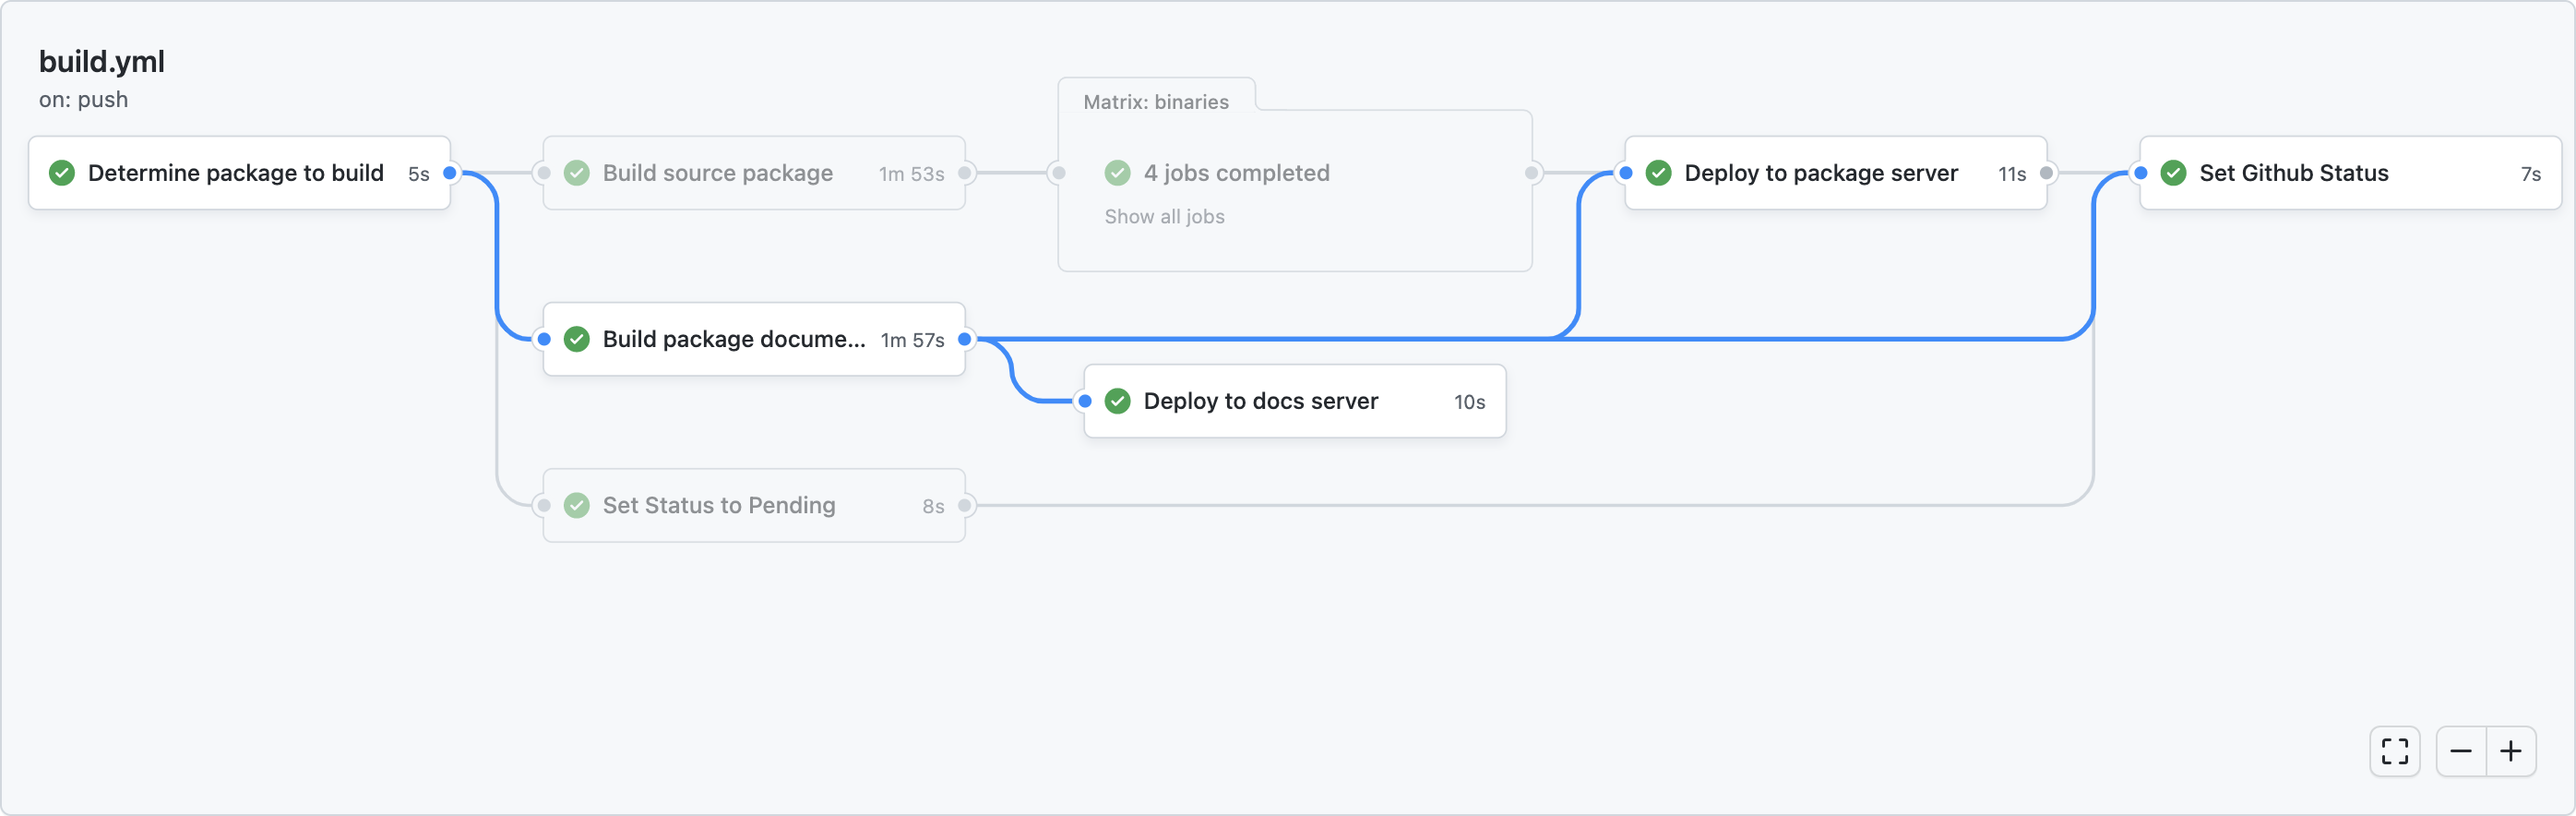 build.yml
on: push
Determine package to build 5s
Build source package 1m 53s
Matrix: binaries
4 jobs completed
Show all jobs
Deploy to package server 11s
Set Github Status 7s
Build package docume... 1m 57s
Deploy to docs server 10s
Set Status to Pending 8s